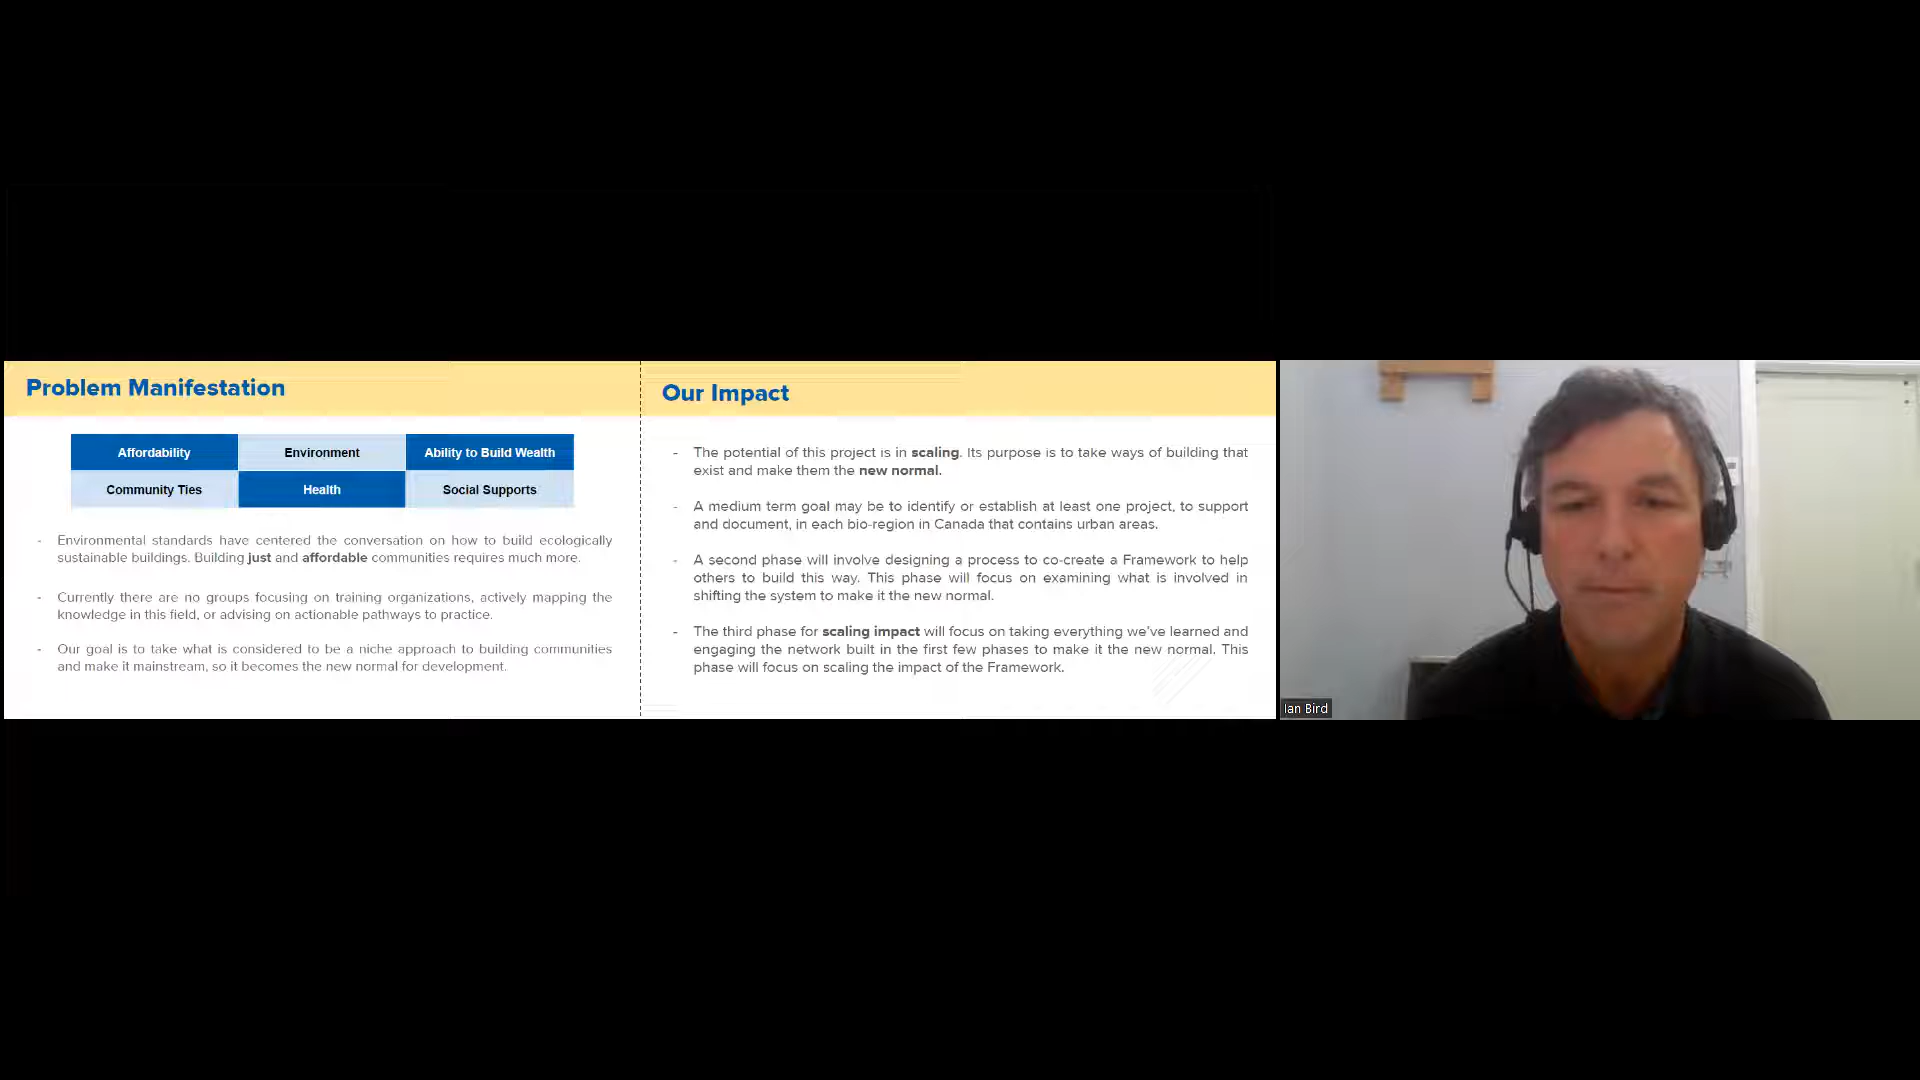 Problem Manifestation
Affordability
Environment
Ability to Build Wealth
Community Ties
Health
Social Supports
- Environmental standards have centered the conversation on how to build ecologically
sustainable buildings. Building just and affordable communities requires much more.
- Currently there are no groups focusing on training organizations, actively mapping the
knowledge in this field, or advising on actionable pathways to practice.
- Our goal is to take what is considered to be a niche approach to building communities
and make it mainstream, so it becomes the new normal for development.
Our Impact
- The potential of this project is in scaling. Its purpose is to take ways of building that
exist and make them the new normal.
- A medium term goal may be to identify or establish at least one project, to support
and document, in each bio-region in Canada that contains urban areas.
- A second phase will involve designing a process to co-create a Framework to help
others to build this way. This phase will focus on examining what is involved in
shifting the system to make it the new normal.
- The third phase for scaling impact will focus on taking everything we've learned and
engaging the network built in the first few phases to make it the new normal. This
phase will focus on scaling the impact of the Framework.
Ian Bird